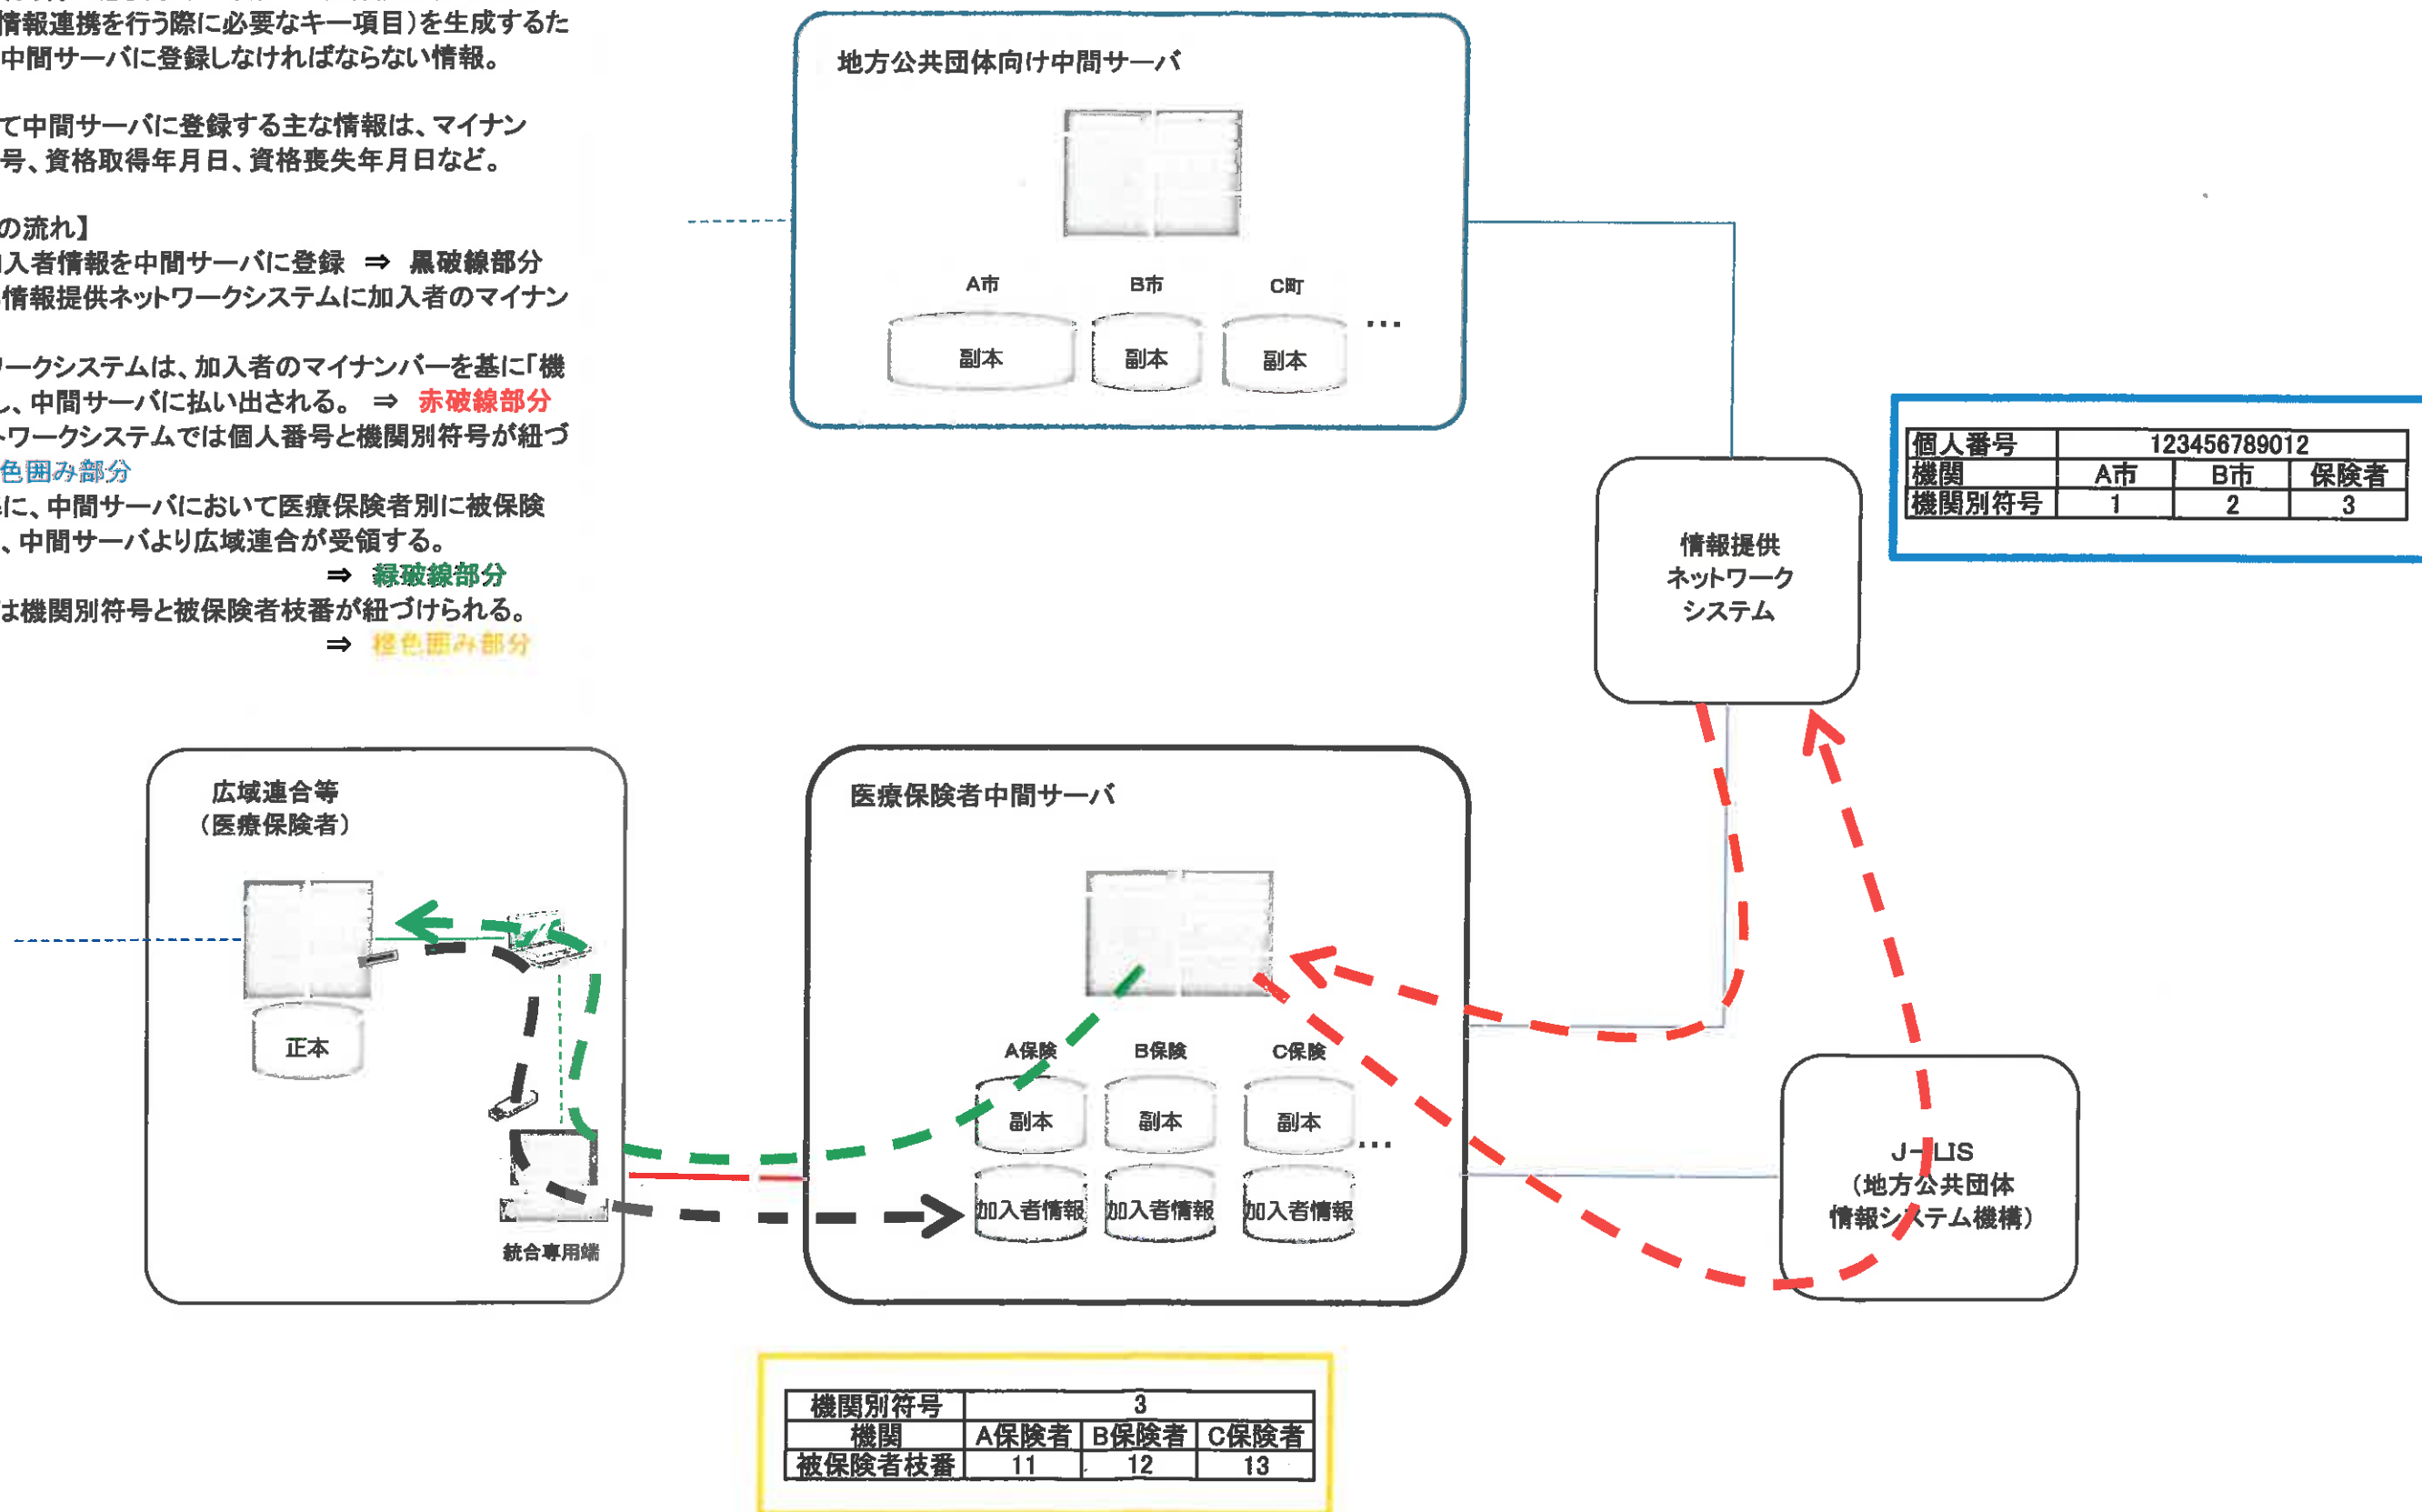 情報連携を行う際に必要なキー項目)を生成するた
中間サーバに登録しなければならない情報。
て中間サーバに登録する主な情報は、マイナン
号、資格取得年月日、資格喪失年月日など。
の流れ】
入者情報を中間サーバに登録 ⇒ 黒破線部分
情報提供ネットワークシステムに加入者のマイナン
ワークシステムは、加入者のマイナンバーを基に「機
し、中間サーバに払い出される。 ⇒ 赤破線部分
トワークシステムでは個人番号と機関別符号が紐づ
色囲み部分
に、中間サーバにおいて医療保険者別に被保険
、中間サーバより広域連合が受領する。
⇒ 緑破線部分
は機関別符号と被保険者枝番が紐づけられる。
⇒ 橙色囲み部分
地方公共団体向け中間サーバ
A市 B市 C町
副本 副本 副本 …
個人番号 123456789012
機関 A市 B市 保険者
機関別符号 1 2 3
情報提供
ネットワーク
システム
広域連合等
(医療保険者)
正本
統合専用端
医療保険者中間サーバ
A保険 B保険 C保険
副本 副本 副本 …
加入者情報 加入者情報 加入者情報
J-LIS
(地方公共団体
情報システム機構)
機関別符号 3
機関 A保険者 B保険者 C保険者
被保険者枝番 11 12 13